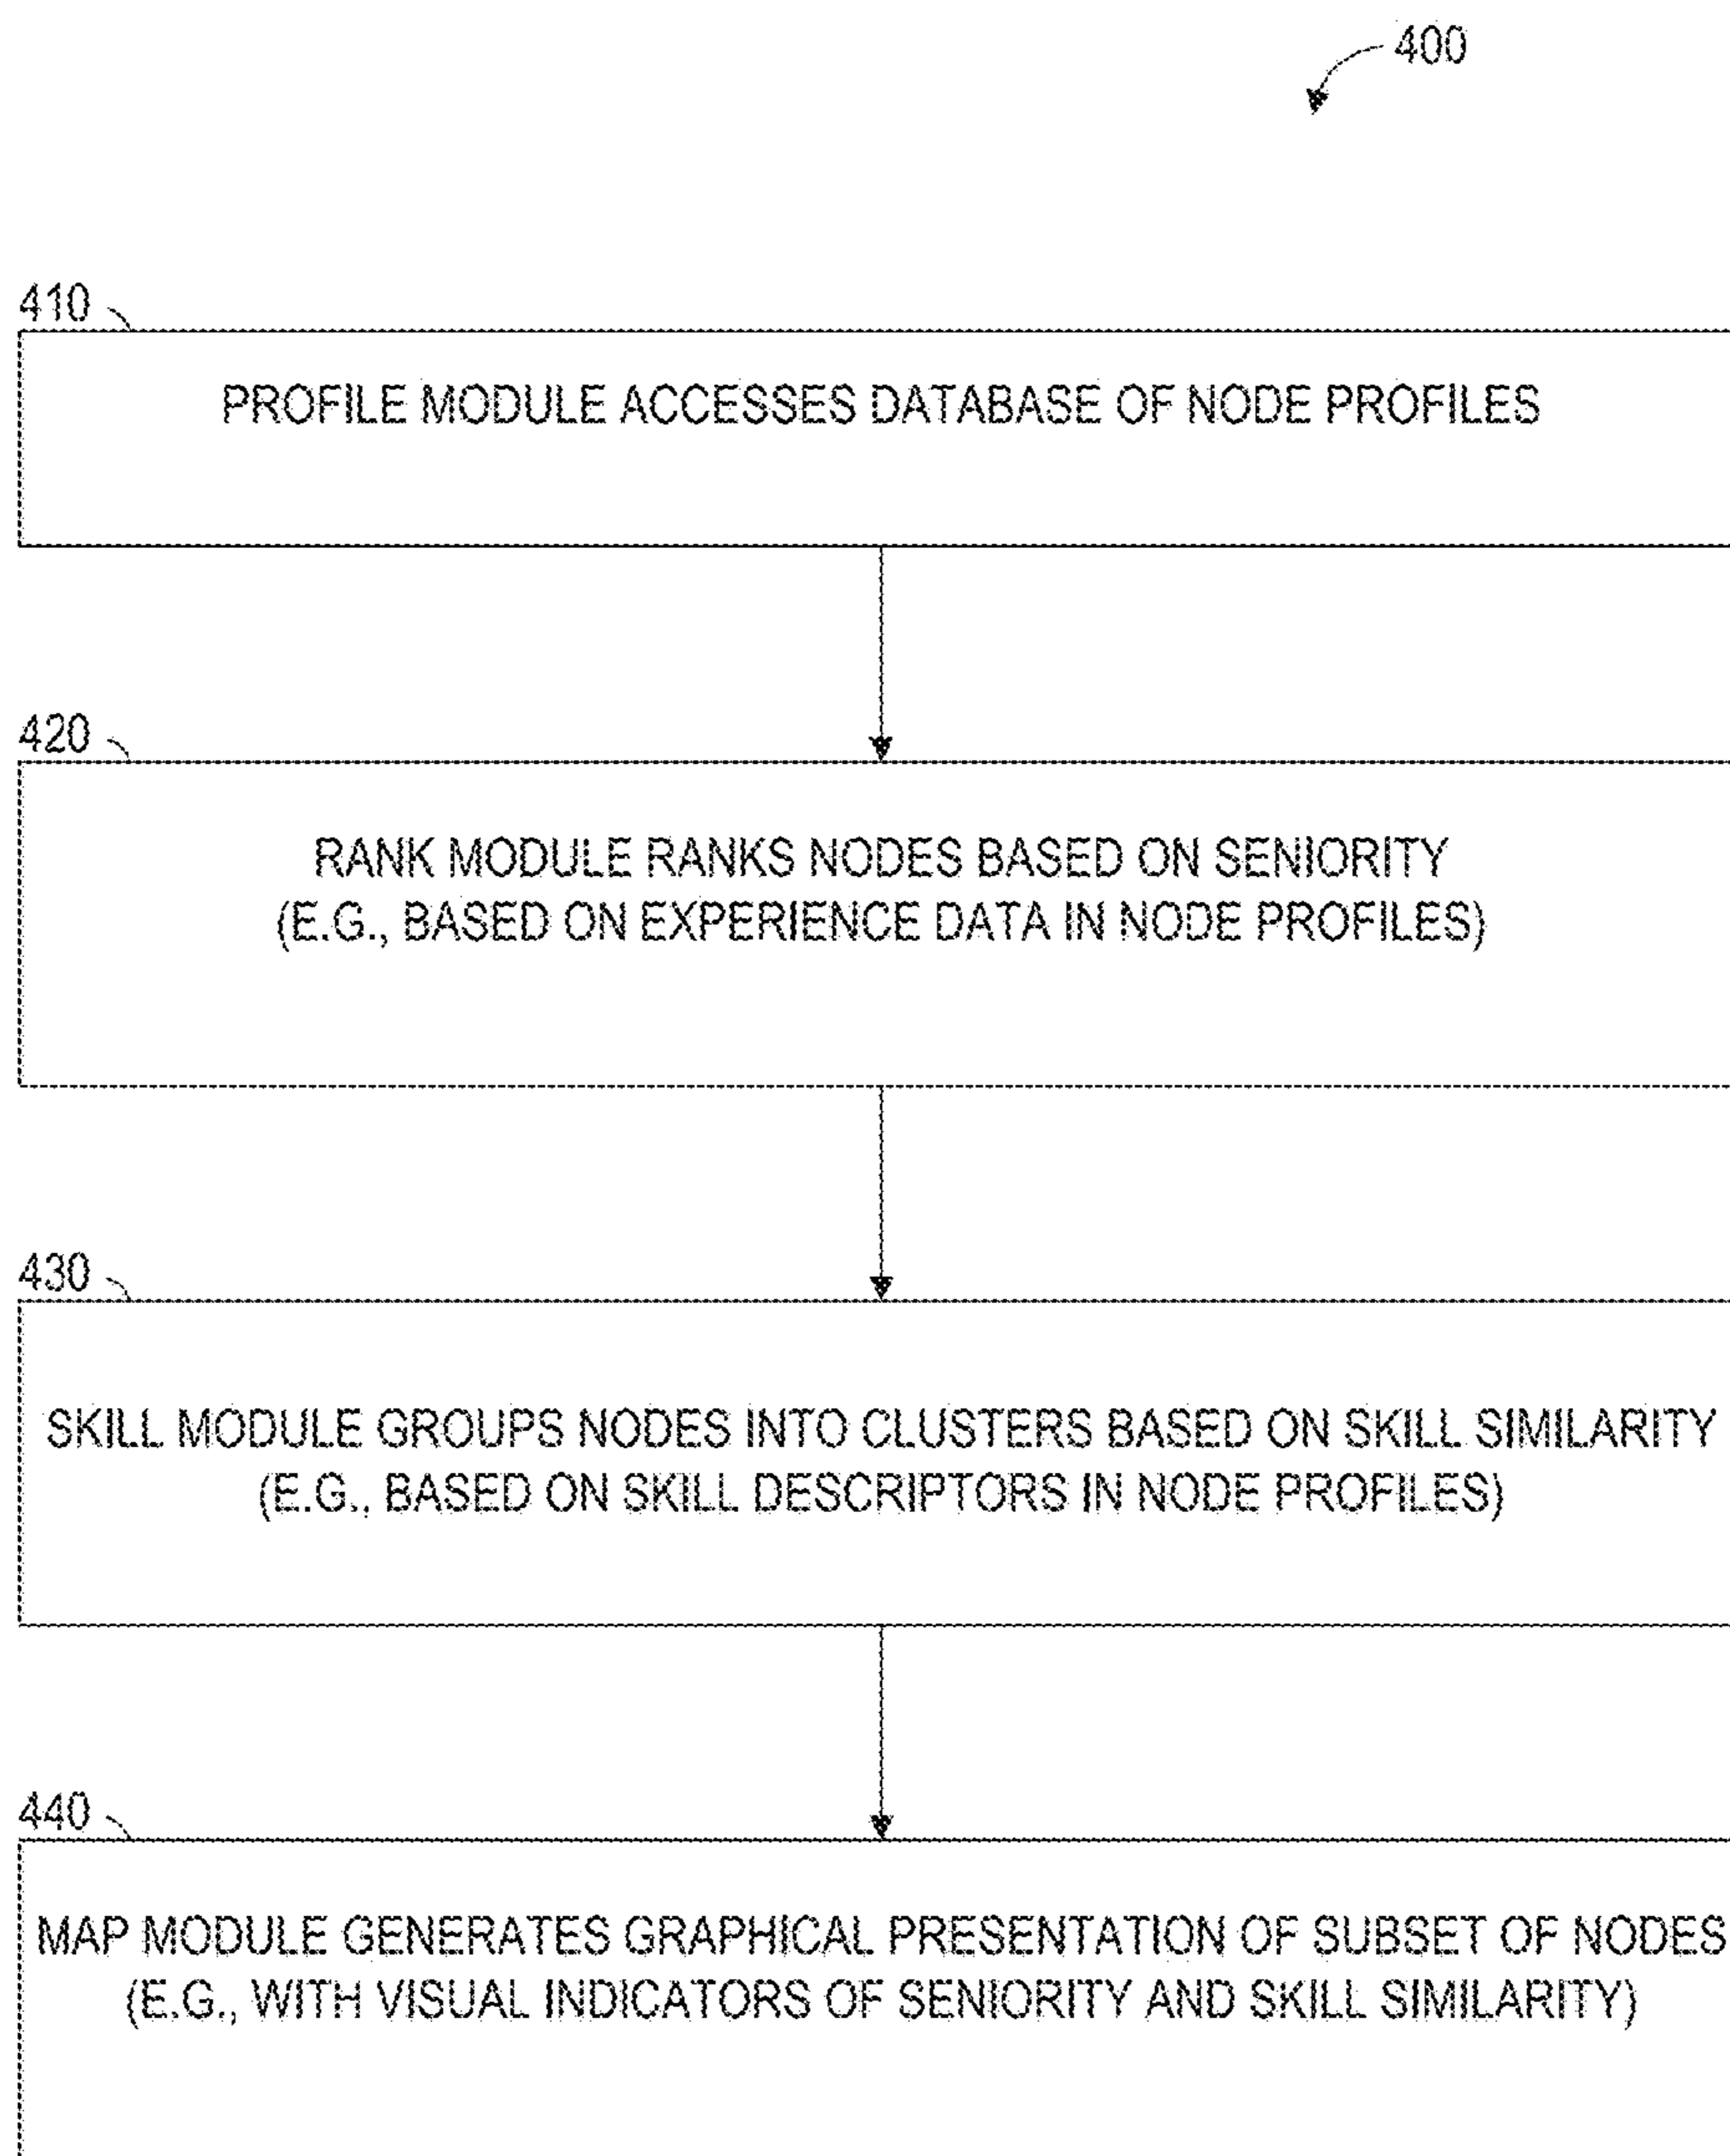 400
410
PROFILE MODULE ACCESSES DATABASE OF NODE PROFILES
420
RANK MODULE RANKS NODES BASED ON SENIORITY
(E.G., BASED ON EXPERIENCE DATA IN NODE PROFILES)
430
SKILL MODULE GROUPS NODES INTO CLUSTERS BASED ON SKILL SIMILARITY
(E.G., BASED ON SKILL DESCRIPTORS IN NODE PROFILES)
440
MAP MODULE GENERATES GRAPHICAL PRESENTATION OF SUBSET OF NODES
(E.G., WITH VISUAL INDICATORS OF SENIORITY AND SKILL SIMILARITY)